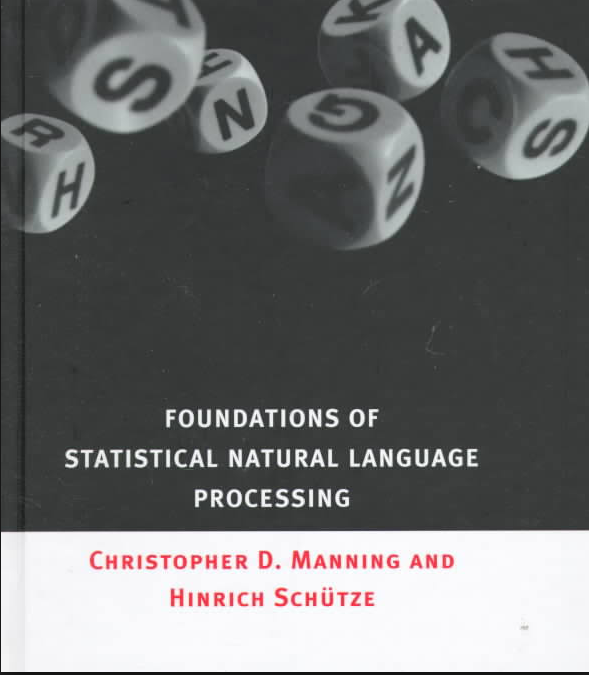 S
N
K
A
G
N
H
C
S
R
H
FOUNDATIONS OF
STATISTICAL NATURAL LANGUAGE
PROCESSING
CHRISTOPHER D. MANNING AND
HINRICH SCHÜTZE